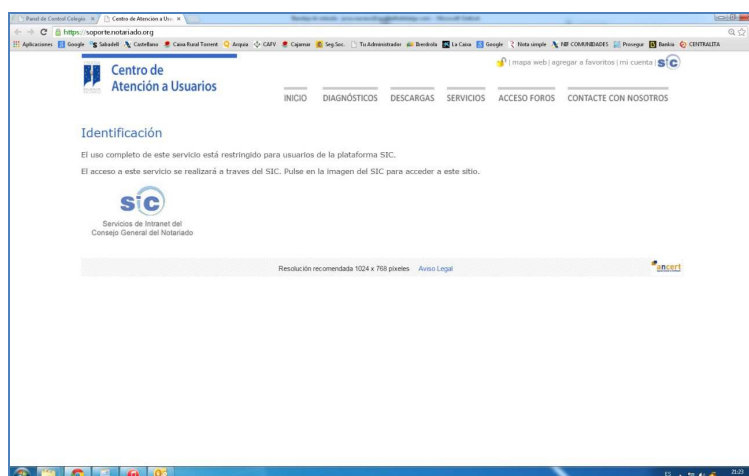 Panel de Control Colegio
Centro de Atención a Usu
https://soporte.notariado.org
Aplicaciones Google Sabadell Castellano Caixa Rural Torrent Arquia CAFV Cajamar Seg.Soc. Tu Administrador Iberdrola La Caixa Google Nota simple NIF COMUNIDADES Prosegur Bankia CENTRALITA
| mapa web | agregar a favoritos | mi cuenta | sic
Centro de
Atención a Usuarios
INICIO DIAGNÓSTICOS DESCARGAS SERVICIOS ACCESO FOROS CONTACTE CON NOSOTROS
Identificación
El uso completo de este servicio está restringido para usuarios de la plataforma SIC.
El acceso a este servicio se realizará a traves del SIC. Pulse en la imagen del SIC para acceder a este sitio.
sic
Servicios de Intranet del
Consejo General del Notariado
Resolución recomendada 1024 x 768 píxeles Aviso Legal
ancert
ES 21:23